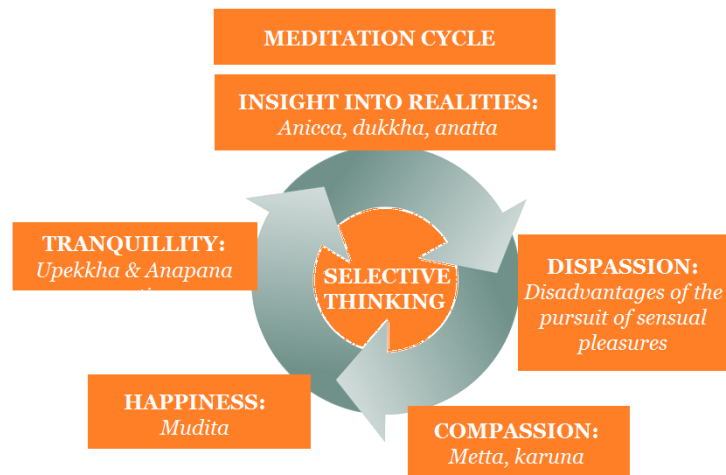 MEDITATION CYCLE
INSIGHT INTO REALITIES:
Anicca, dukkha, anatta
TRANQUILLITY:
Upekkha & Anapana
SELECTIVE
THINKING
DISPASSION:
Disadvantages of the
pursuit of sensual
pleasures
HAPPINESS:
Mudita
COMPASSION:
Metta, karuna